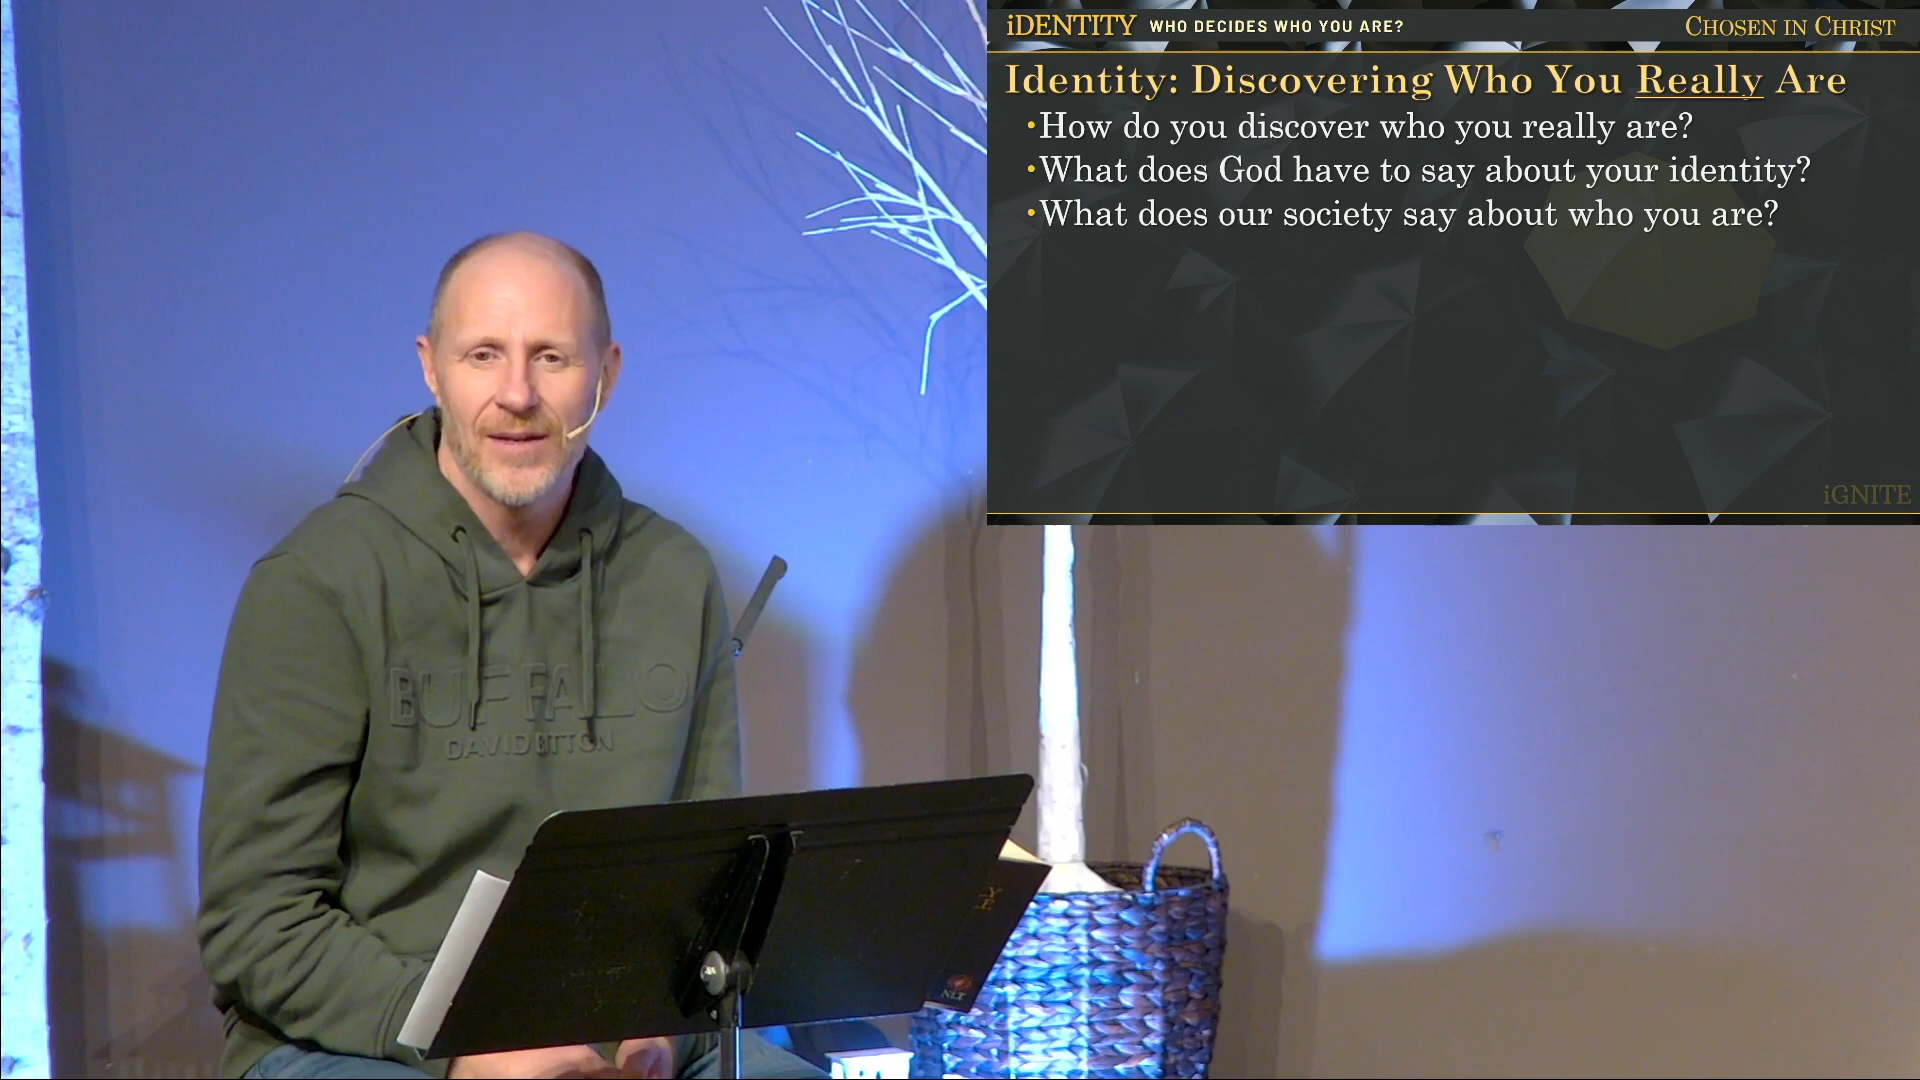 iDENTITY WHO DECIDES WHO YOU ARE? CHOSEN IN CHRIST
Identity: Discovering Who You Really Are
•How do you discover who you really are?
•What does God have to say about your identity?
•What does our society say about who you are?
iGNITE
BUFFALO
DAVID BITTON
NLT